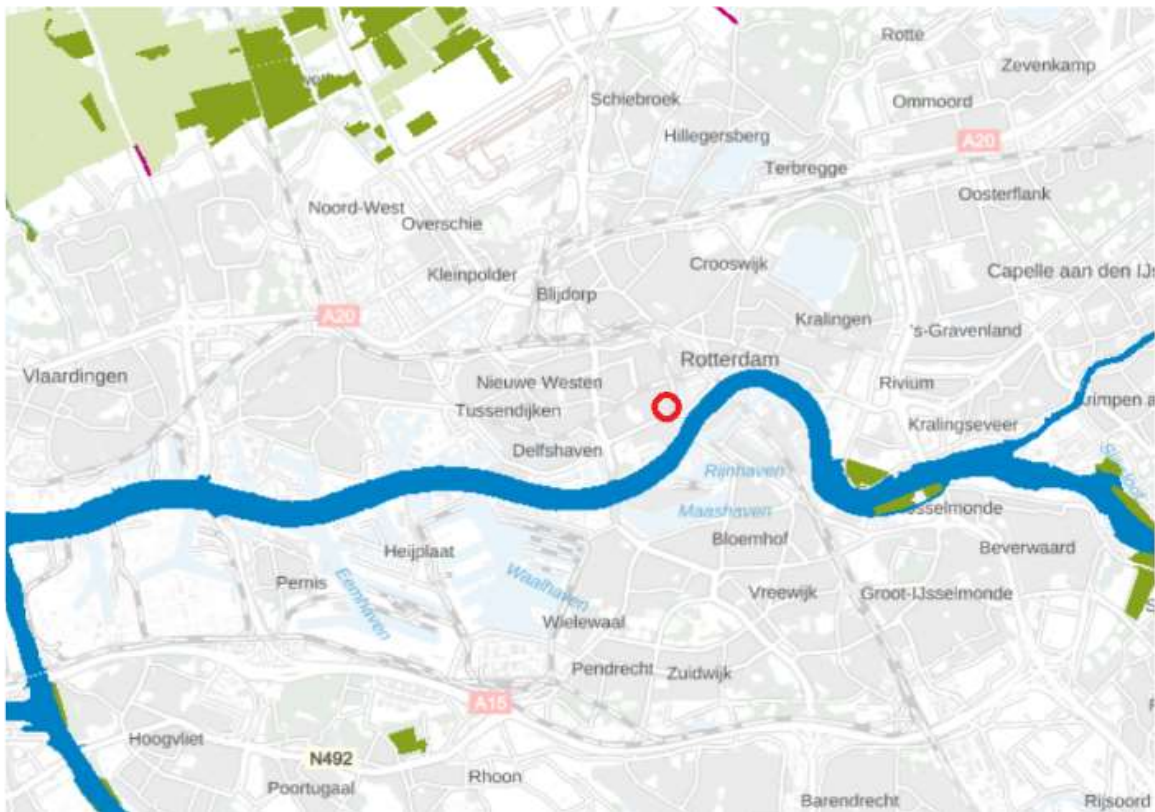 Rotte
Zevenkamp
Schiebroek
Ommoord
Hillegersberg
A20
Terbregge
Oosterflank
Noord-West
Overschie
Crooswijk
Kleinpolder
Capelle aan den IJs
Blijdorp
A20
Kralingen
's-Gravenland
Rotterdam
Vlaardingen
Nieuwe Westen
Rivium
Tussendijken
Kralingseveer
Delfshaven
Rijnhaven
Maashaven
IJsselmonde
Bloemhof
Beverwaard
Heijplaat
Pernis
Eemhaven
Waalhaven
Vreewijk
Groot-IJsselmonde
Wielewaal
Pendrecht
Zuidwijk
A15
Hoogvliet
N492
Rhoon
Poortugaal
Barendrecht
Rijsoord